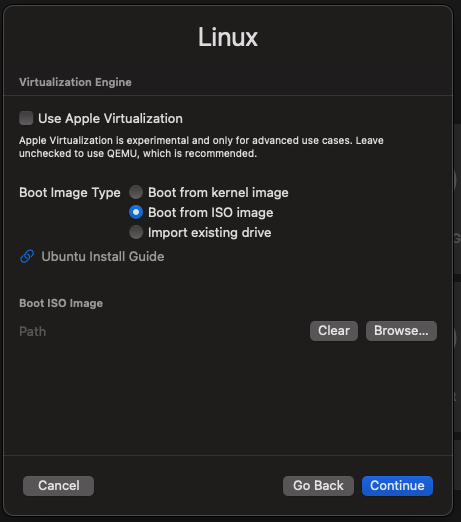 Linux
Virtualization Engine
Use Apple Virtualization
Apple Virtualization is experimental and only for advanced use cases. Leave
unchecked to use QEMU, which is recommended.
Boot Image Type
Boot from kernel image
Boot from ISO image
Import existing drive
Ubuntu Install Guide
Boot ISO Image
Path
Clear
Browse...
Cancel
Go Back
Continue